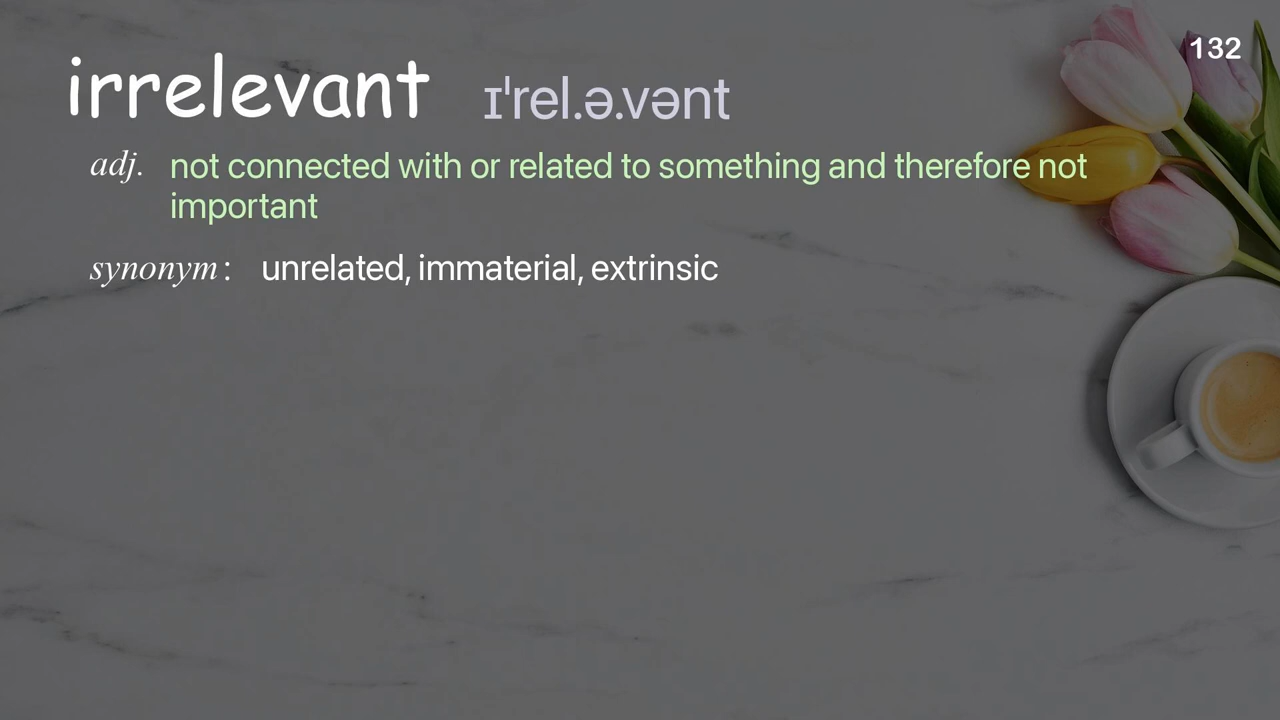 132
irrelevant ɪˈrel.ə.vənt
adj. not connected with or related to something and therefore not
important
synonym: unrelated, immaterial, extrinsic